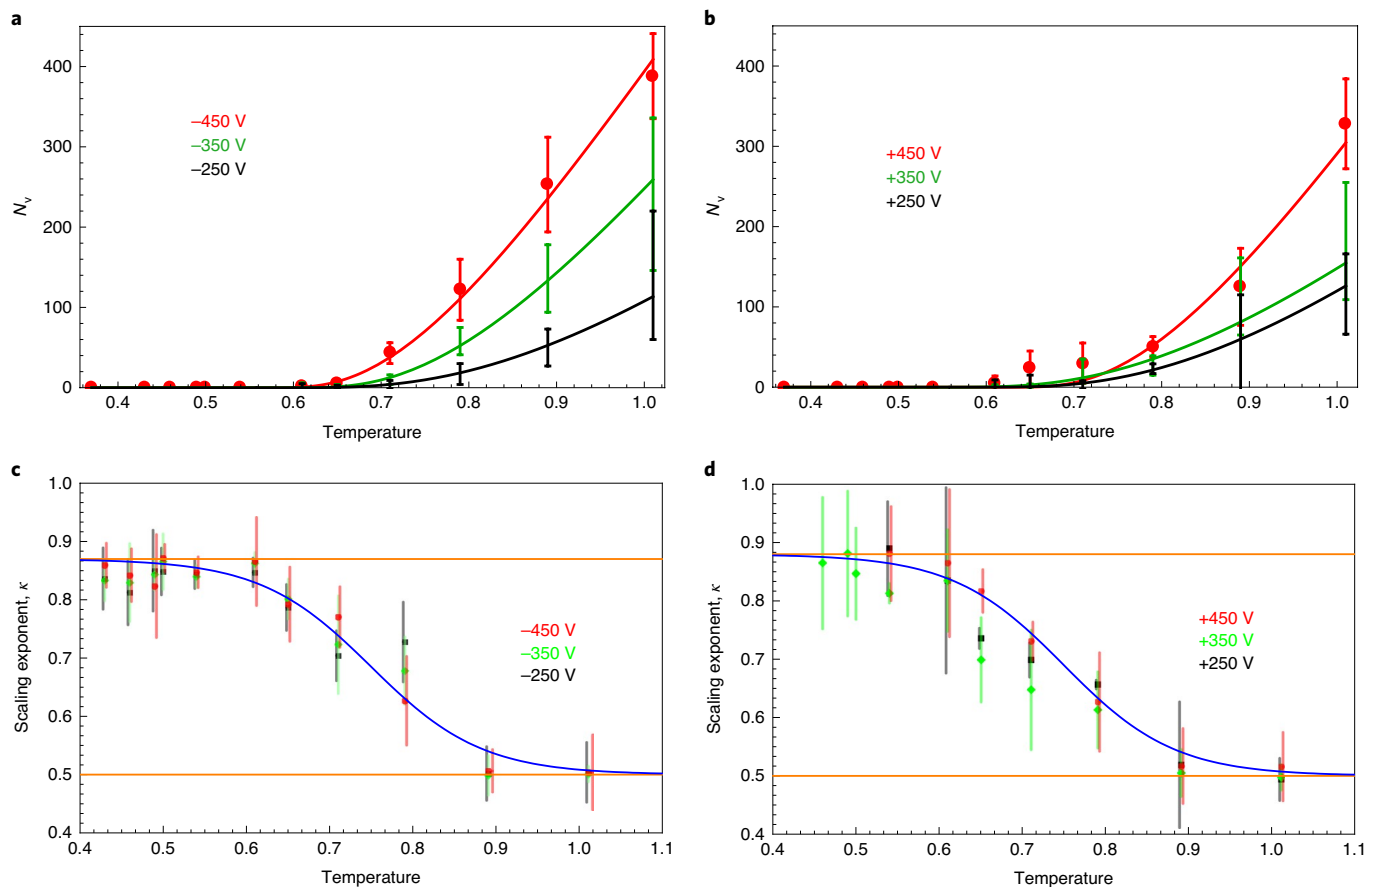 a
400
300
200
100
0
N_v
–450 V
–350 V
–250 V
0.4 0.5 0.6 0.7 0.8 0.9 1.0
Temperature
b
400
300
200
100
0
N_v
+450 V
+350 V
+250 V
0.4 0.5 0.6 0.7 0.8 0.9 1.0
Temperature
c
1.0
0.9
0.8
0.7
0.6
0.5
0.4
Scaling exponent, κ
–450 V
–350 V
–250 V
0.4 0.5 0.6 0.7 0.8 0.9 1.0 1.1
Temperature
d
1.0
0.9
0.8
0.7
0.6
0.5
0.4
Scaling exponent, κ
+450 V
+350 V
+250 V
0.4 0.5 0.6 0.7 0.8 0.9 1.0 1.1
Temperature